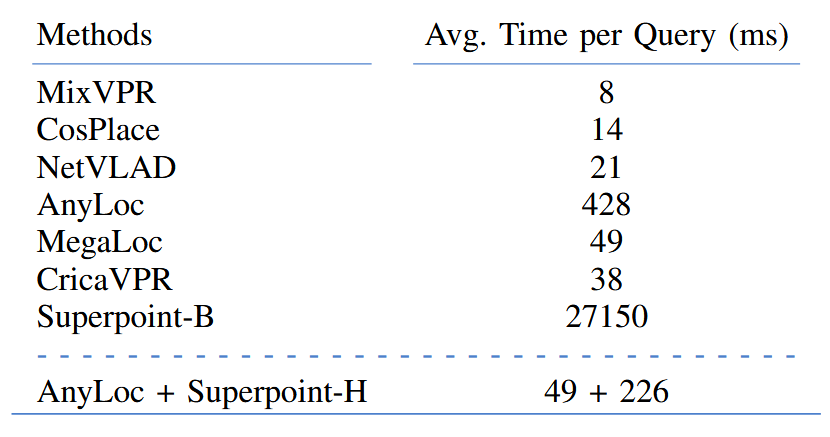 Methods Avg. Time per Query (ms)
MixVPR 8
CosPlace 14
NetVLAD 21
AnyLoc 428
MegaLoc 49
CricaVPR 38
Superpoint-B 27150
AnyLoc + Superpoint-H 49 + 226